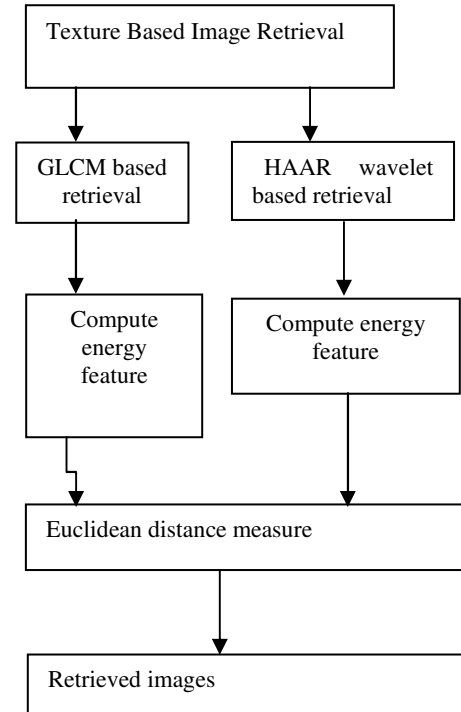 Texture Based Image Retrieval
GLCM based
retrieval
HAAR wavelet
based retrieval
Compute
energy
feature
Compute energy
feature
Euclidean distance measure
Retrieved images